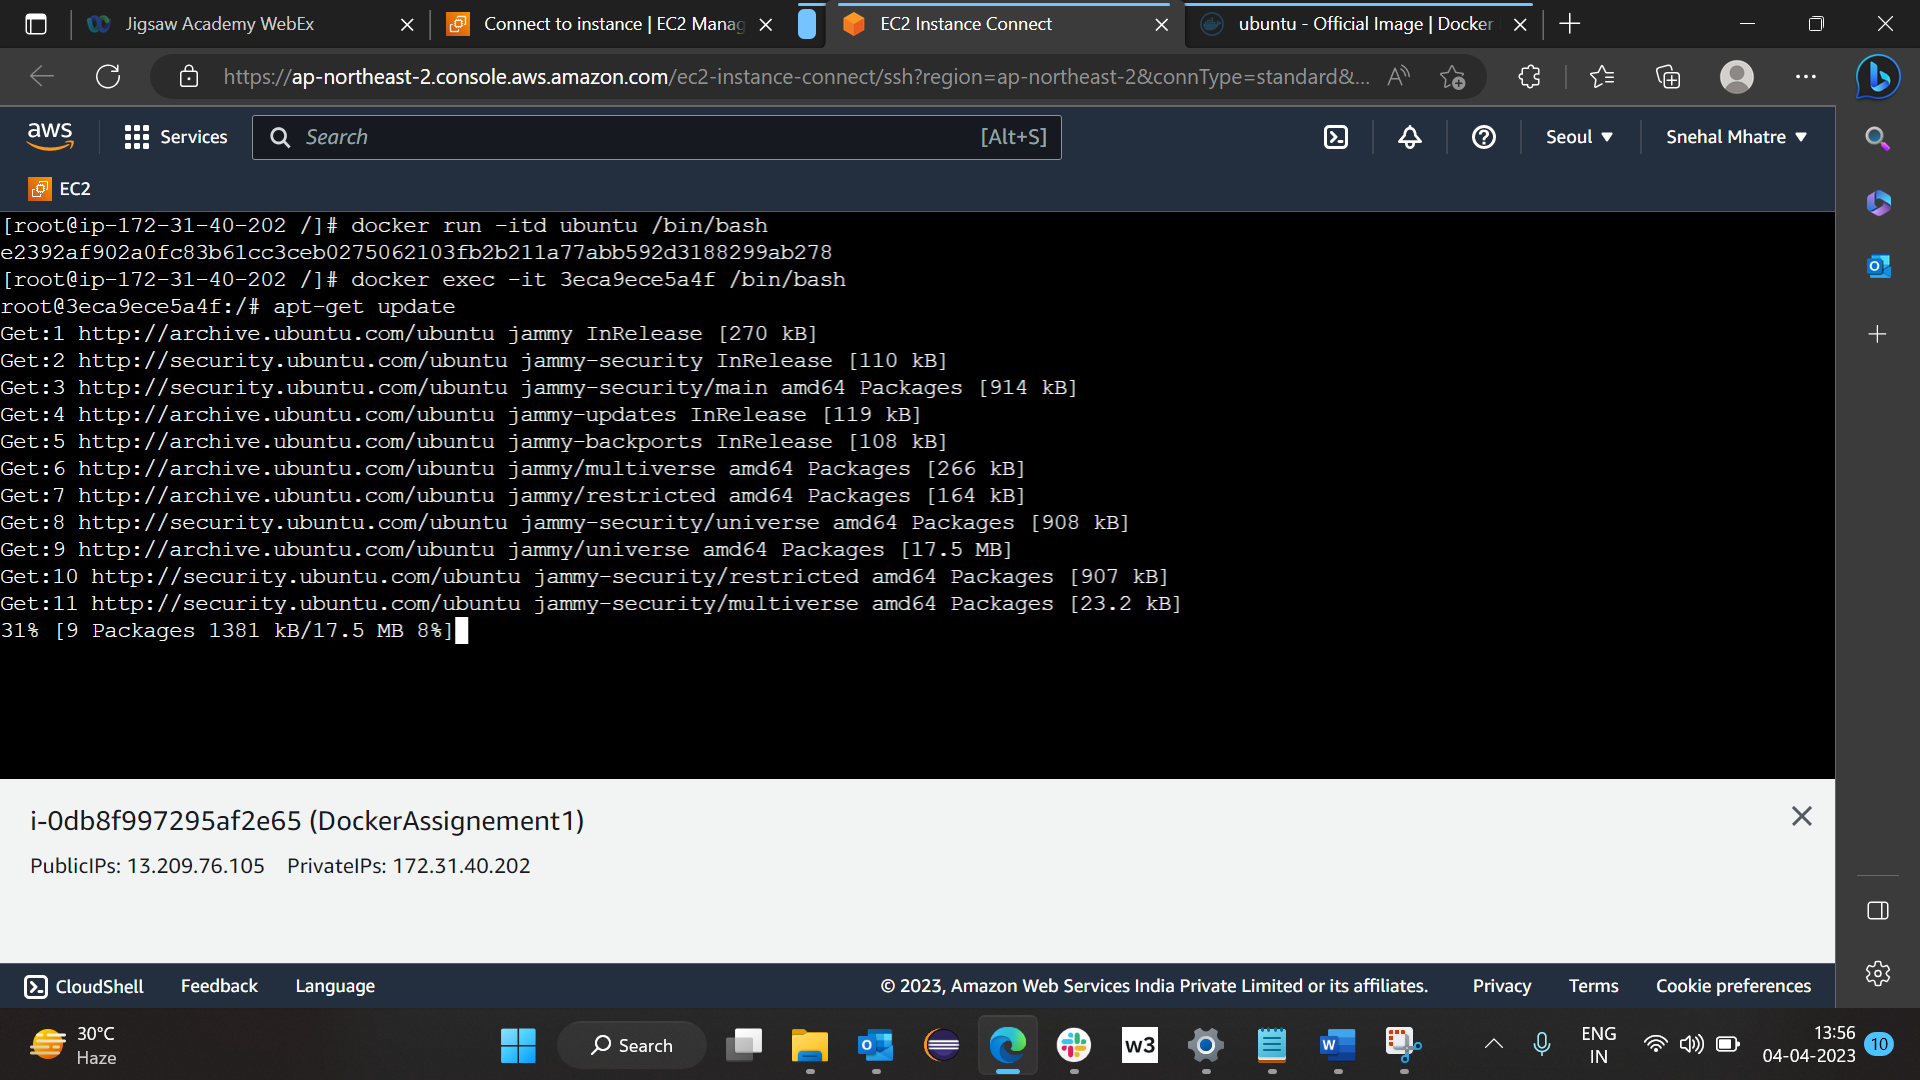 Jigsaw Academy WebEx
Connect to instance | EC2 Manag
EC2 Instance Connect
ubuntu - Official Image | Docker
https://ap-northeast-2.console.aws.amazon.com/ec2-instance-connect/ssh?region=ap-northeast-2&connType=standard&...
aws
Services
Search
[Alt+S]
Seoul
Snehal Mhatre
EC2
[root@ip-172-31-40-202 /]# docker run -itd ubuntu /bin/bash
e2392af902a0fc83b61cc3ceb0275062103fb2b211a77abb592d3188299ab278
[root@ip-172-31-40-202 /]# docker exec -it 3eca9ece5a4f /bin/bash
root@3eca9ece5a4f:/# apt-get update
Get:1 http://archive.ubuntu.com/ubuntu jammy InRelease [270 kB]
Get:2 http://security.ubuntu.com/ubuntu jammy-security InRelease [110 kB]
Get:3 http://security.ubuntu.com/ubuntu jammy-security/main amd64 Packages [914 kB]
Get:4 http://archive.ubuntu.com/ubuntu jammy-updates InRelease [119 kB]
Get:5 http://archive.ubuntu.com/ubuntu jammy-backports InRelease [108 kB]
Get:6 http://archive.ubuntu.com/ubuntu jammy/multiverse amd64 Packages [266 kB]
Get:7 http://archive.ubuntu.com/ubuntu jammy/restricted amd64 Packages [164 kB]
Get:8 http://security.ubuntu.com/ubuntu jammy-security/universe amd64 Packages [908 kB]
Get:9 http://archive.ubuntu.com/ubuntu jammy/universe amd64 Packages [17.5 MB]
Get:10 http://security.ubuntu.com/ubuntu jammy-security/restricted amd64 Packages [907 kB]
Get:11 http://security.ubuntu.com/ubuntu jammy-security/multiverse amd64 Packages [23.2 kB]
31% [9 Packages 1381 kB/17.5 MB 8%]
i-0db8f997295af2e65 (DockerAssignement1)
PublicIPs: 13.209.76.105 PrivateIPs: 172.31.40.202
CloudShell
Feedback
Language
© 2023, Amazon Web Services India Private Limited or its affiliates.
Privacy
Terms
Cookie preferences
30°C
Haze
Search
w3
ENG
IN
13:56
04-04-2023
10